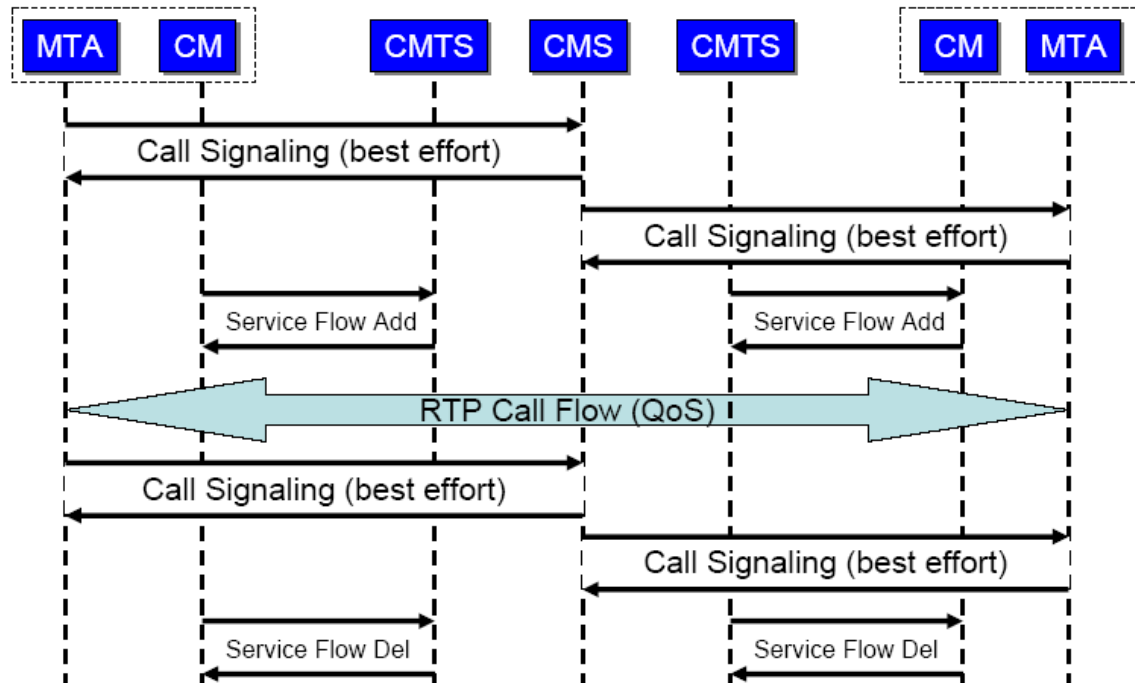 MTA CM CMTS CMS CMTS CM MTA
Call Signaling (best effort)
Call Signaling (best effort)
Service Flow Add Service Flow Add
RTP Call Flow (QoS)
Call Signaling (best effort)
Call Signaling (best effort)
Service Flow Del Service Flow Del